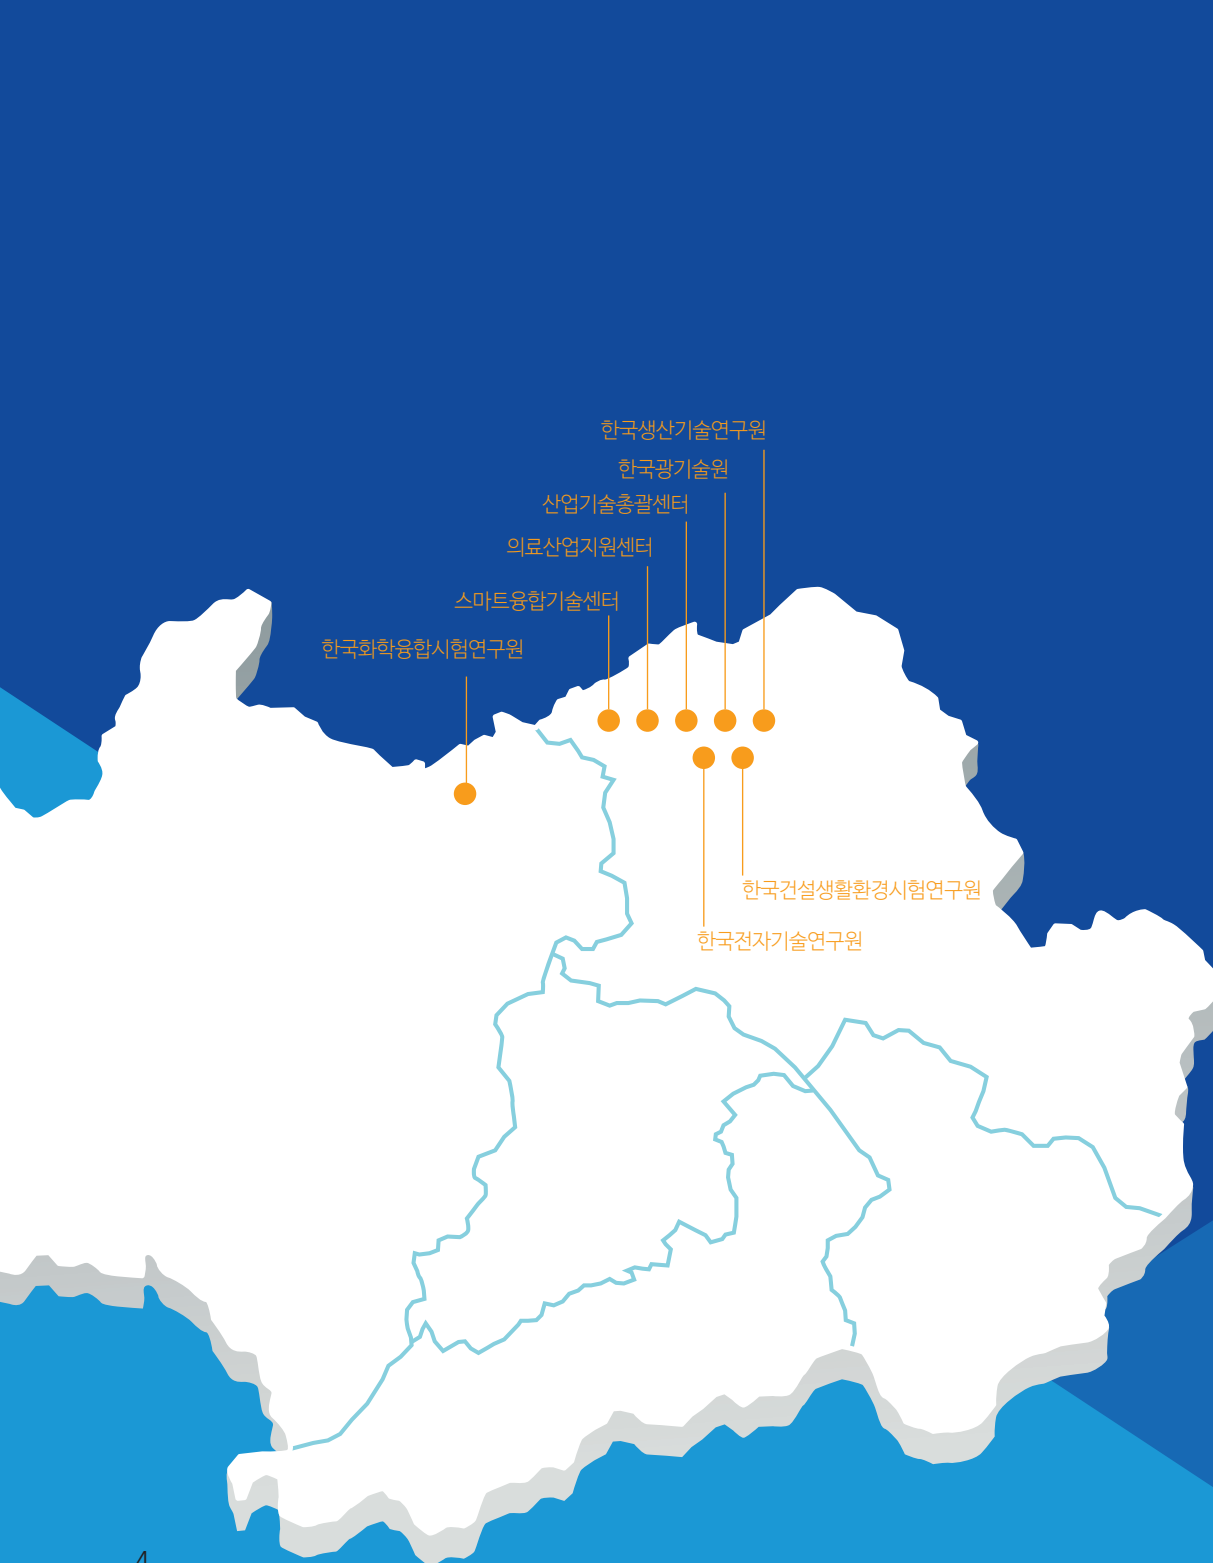 한국생산기술연구원
한국광기술원
산업기술총괄센터
의료산업지원센터
스마트융합기술센터
한국화학융합시험연구원
한국건설생활환경시험연구원
한국전자기술연구원
4